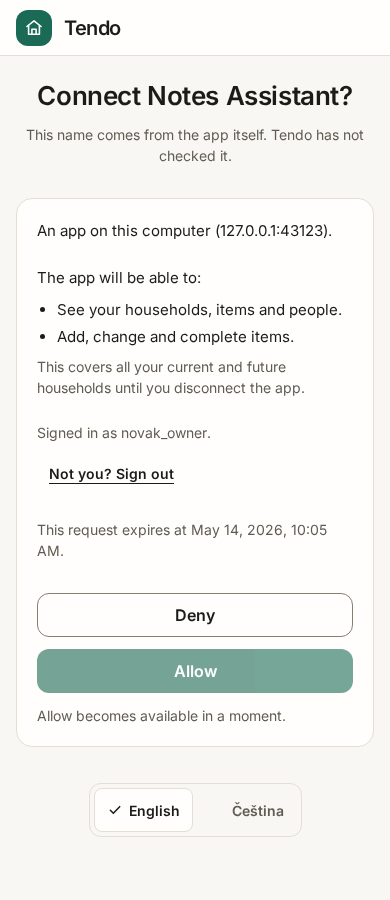 Tendo
Connect Notes Assistant?
This name comes from the app itself. Tendo has not
checked it.
An app on this computer (127.0.0.1:43123).
The app will be able to:
See your households, items and people.
Add, change and complete items.
This covers all your current and future
households until you disconnect the app.
Signed in as novak_owner.
Not you? Sign out
This request expires at May 14, 2026, 10:05
AM.
Deny
Allow
Allow becomes available in a moment.
English
Čeština